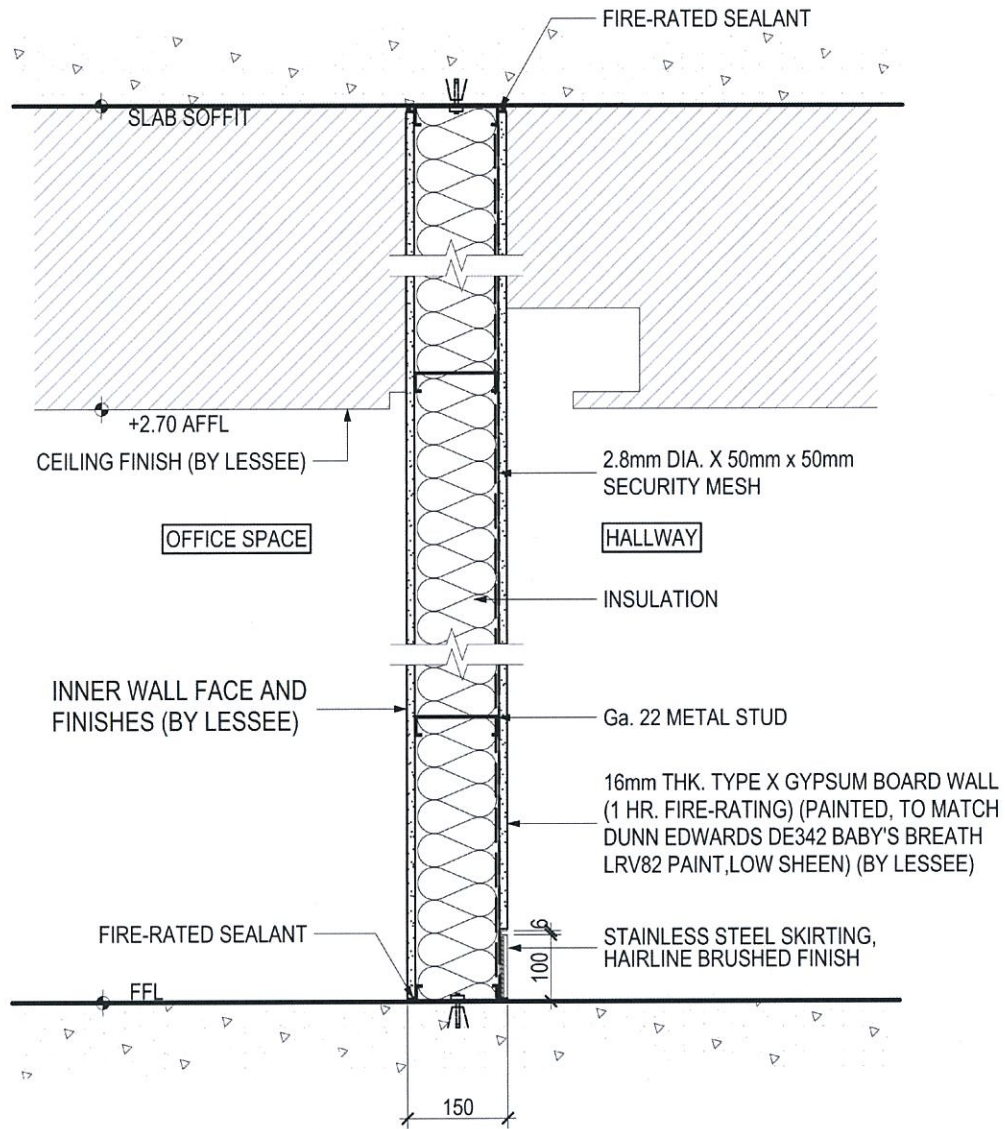 FIRE-RATED SEALANT
SLAB SOFFIT
+2.70 AFFL
CEILING FINISH (BY LESSEE)
2.8mm DIA. X 50mm x 50mm
SECURITY MESH
OFFICE SPACE
HALLWAY
INSULATION
INNER WALL FACE AND
FINISHES (BY LESSEE)
Ga. 22 METAL STUD
16mm THK. TYPE X GYPSUM BOARD WALL
(1 HR. FIRE-RATING) (PAINTED, TO MATCH
DUNN EDWARDS DE342 BABY'S BREATH
LRV82 PAINT,LOW SHEEN) (BY LESSEE)
FIRE-RATED SEALANT
6
100
STAINLESS STEEL SKIRTING,
HAIRLINE BRUSHED FINISH
FFL
150